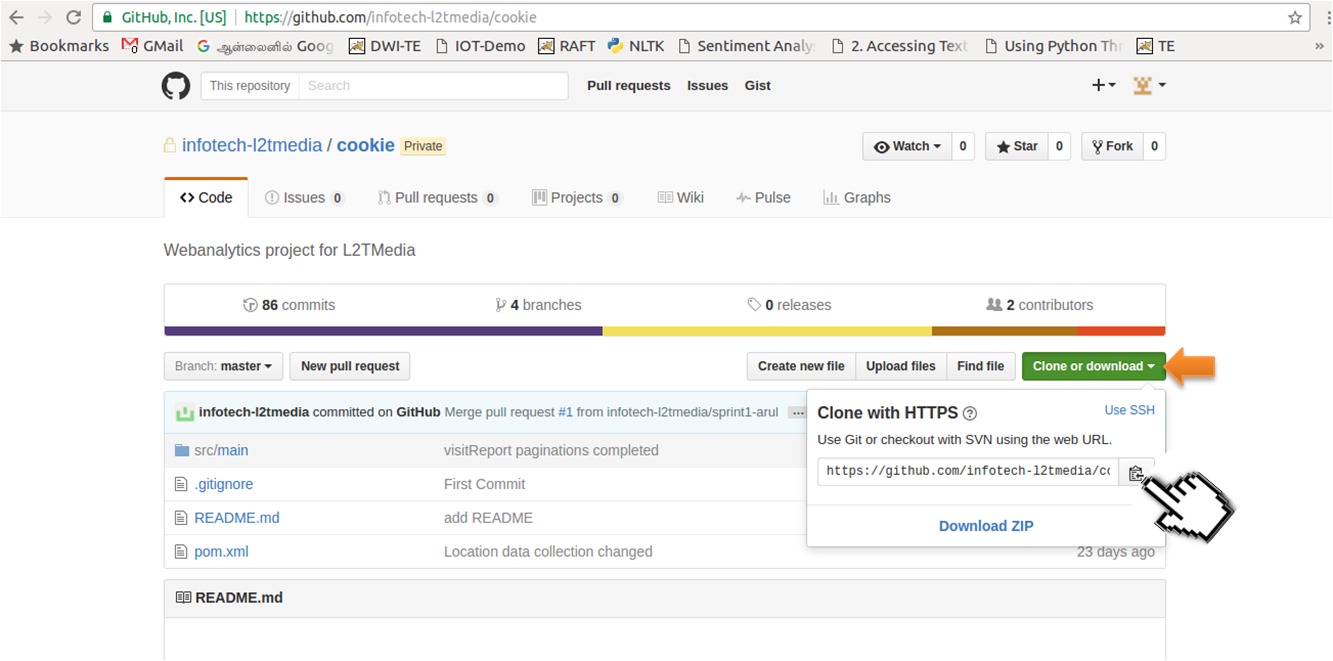 GitHub, Inc. [US] https://github.com/infotech-l2tmedia/cookie
Bookmarks GMail ஆன்லைனில் Goog DWI-TE IOT-Demo RAFT NLTK Sentiment Analys 2. Accessing Text Using Python Thr TE »
This repository Search Pull requests Issues Gist
infotech-l2tmedia / cookie Private Watch 0 Star 0 Fork 0
Code Issues 0 Pull requests 0 Projects 0 Wiki Pulse Graphs
Webanalytics project for L2TMedia
86 commits 4 branches 0 releases 2 contributors
Branch: master New pull request Create new file Upload files Find file Clone or download
infotech-l2tmedia committed on GitHub Merge pull request #1 from infotech-l2tmedia/sprint1-arul ...
Clone with HTTPS ? Use SSH
Use Git or checkout with SVN using the web URL.
https://github.com/infotech-l2tmedia/co
Download ZIP
src/main visitReport paginations completed
.gitignore First Commit
README.md add README
pom.xml Location data collection changed 23 days ago
README.md